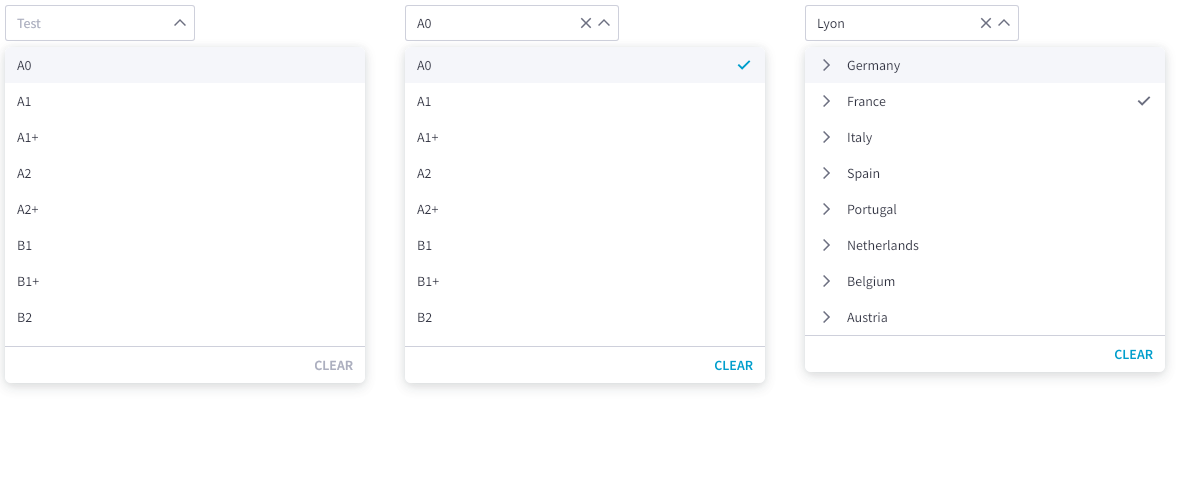 Test
A0
A1
A1+
A2
A2+
B1
B1+
B2
CLEAR
A0
A0
A1
A1+
A2
A2+
B1
B1+
B2
CLEAR
Lyon
Germany
France
Italy
Spain
Portugal
Netherlands
Belgium
Austria
CLEAR